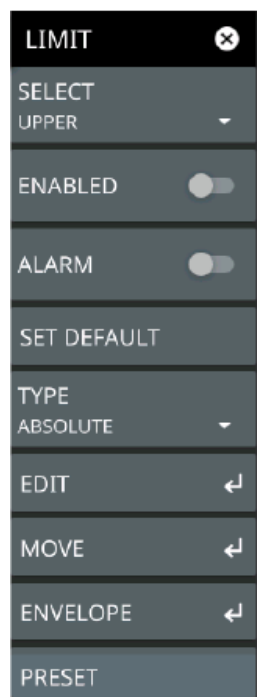 LIMIT
SELECT
UPPER
ENABLED
ALARM
SET DEFAULT
TYPE
ABSOLUTE
EDIT
MOVE
ENVELOPE
PRESET